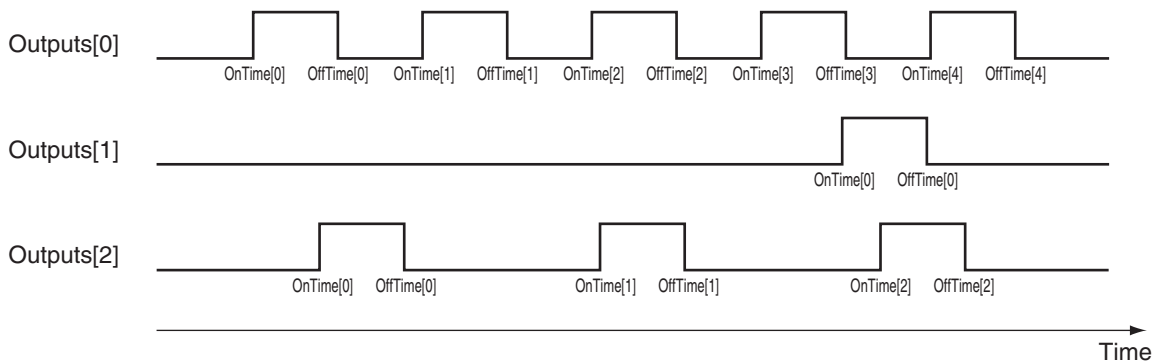 Outputs[0]
OnTime[0] OffTime[0] OnTime[1] OffTime[1] OnTime[2] OffTime[2] OnTime[3] OffTime[3] OnTime[4] OffTime[4]
Outputs[1]
OnTime[0] OffTime[0]
Outputs[2]
OnTime[0] OffTime[0] OnTime[1] OffTime[1] OnTime[2] OffTime[2]
Time